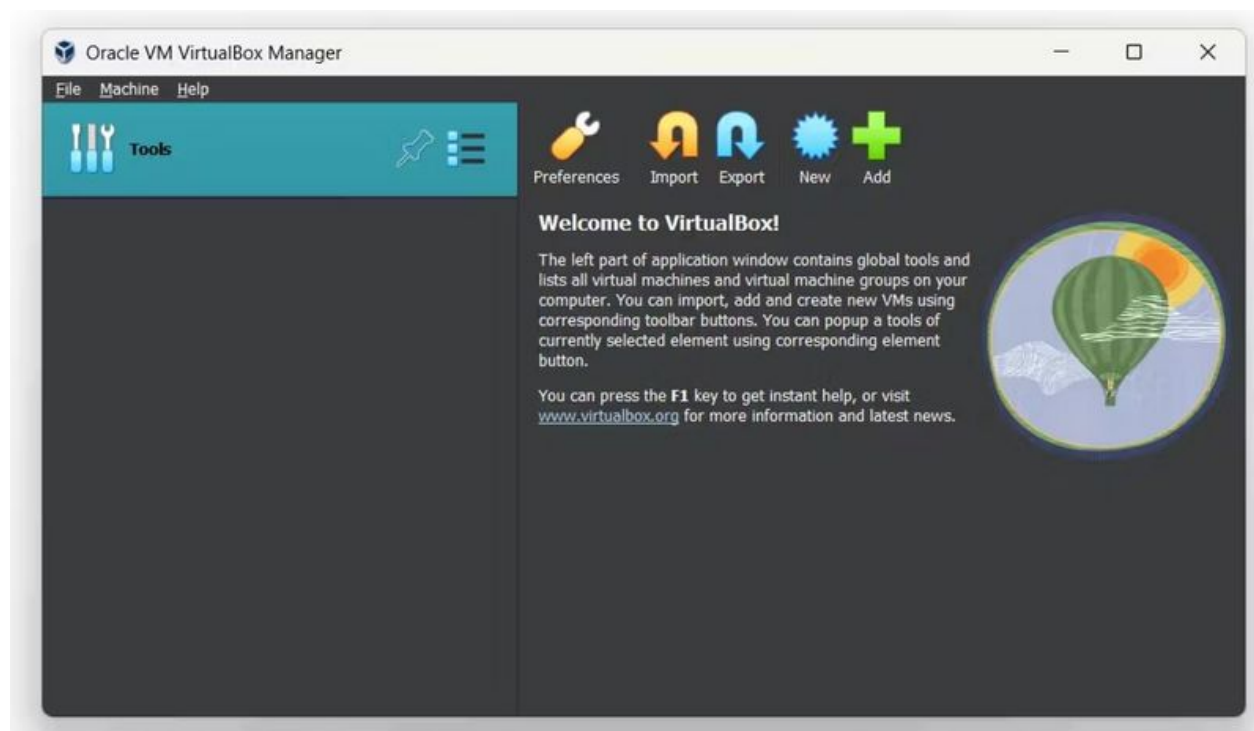 Oracle VM VirtualBox Manager
File Machine Help
Tools
Preferences Import Export New Add
Welcome to VirtualBox!
The left part of application window contains global tools and
lists all virtual machines and virtual machine groups on your
computer. You can import, add and create new VMs using
corresponding toolbar buttons. You can popup a tools of
currently selected element using corresponding element
button.
You can press the F1 key to get instant help, or visit
www.virtualbox.org for more information and latest news.